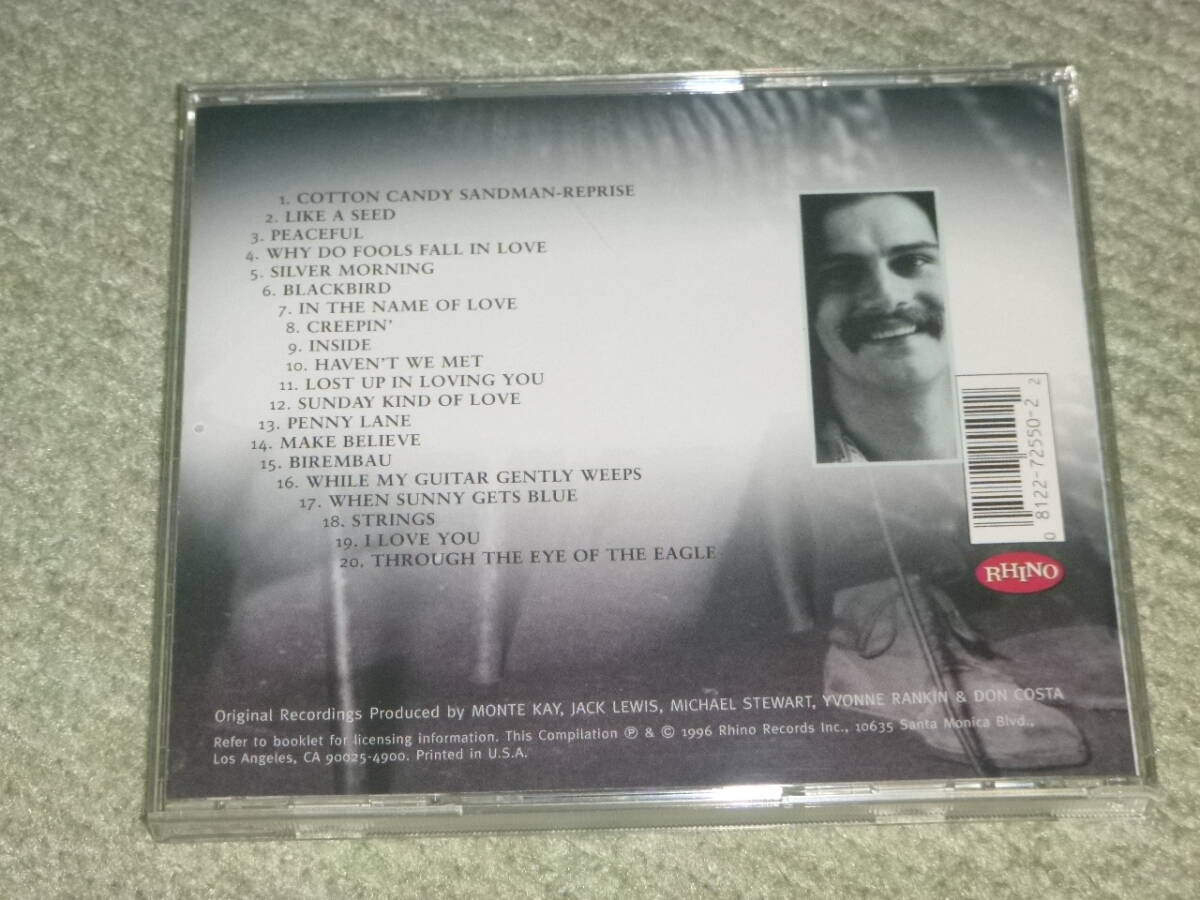 1. COTTON CANDY SANDMAN-REPRISE
2. LIKE A SEED
3. PEACEFUL
4. WHY DO FOOLS FALL IN LOVE
5. SILVER MORNING
6. BLACKBIRD
7. IN THE NAME OF LOVE
8. CREEPIN'
9. INSIDE
10. HAVEN'T WE MET
11. LOST UP IN LOVING YOU
12. SUNDAY KIND OF LOVE
13. PENNY LANE
14. MAKE BELIEVE
15. BIREMBAU
16. WHILE MY GUITAR GENTLY WEEPS
17. WHEN SUNNY GETS BLUE
18. STRINGS
19. I LOVE YOU
20. THROUGH THE EYE OF THE EAGLE
0 8122-72550-2 2
RHINO
Original Recordings Produced by MONTE KAY, JACK LEWIS, MICHAEL STEWART, YVONNE RANKIN & DON COSTA
Refer to booklet for licensing information. This Compilation ℗ & © 1996 Rhino Records Inc., 10635 Santa Monica Blvd.,
Los Angeles, CA 90025-4900. Printed in U.S.A.